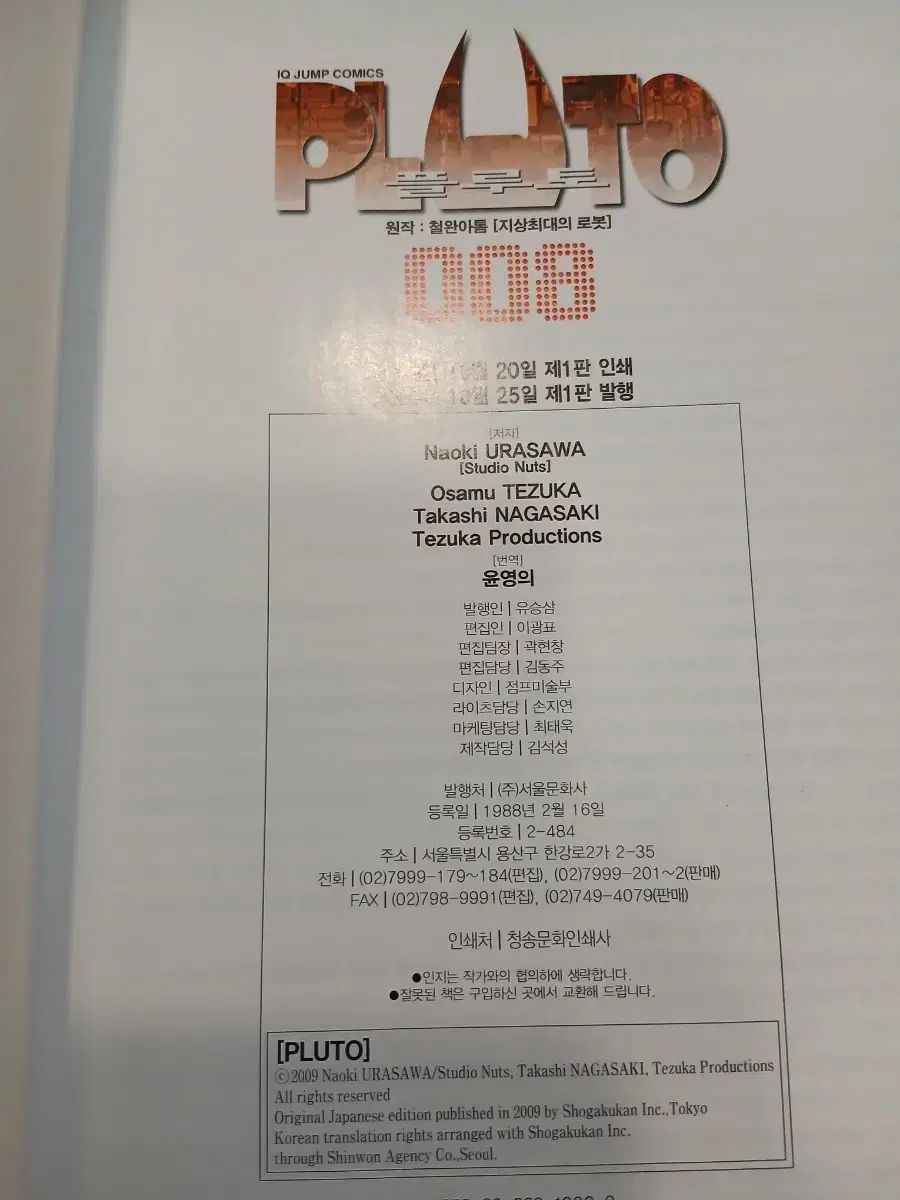 IQ JUMP COMICS
PLUTO
플루토
원작 : 철완아톰 [지상최대의 로봇]
008
20일 제1판 인쇄
25일 제1판 발행
[저자]
Naoki URASAWA
[Studio Nuts]
Osamu TEZUKA
Takashi NAGASAKI
Tezuka Productions
[번역]
윤영의
발행인 | 유승삼
편집인 | 이광표
편집팀장 | 곽현창
편집담당 | 김동주
디자인 | 점프미술부
라이츠담당 | 손지연
마케팅담당 | 최태욱
제작담당 | 김석성
발행처 | (주)서울문화사
등록일 | 1988년 2월 16일
등록번호 | 2-484
주소 | 서울특별시 용산구 한강로2가 2-35
전화 | (02)7999-179~184(편집), (02)7999-201~2(판매)
FAX | (02)798-9991(편집), (02)749-4079(판매)
인쇄처 | 청송문화인쇄사
●인지는 작가와의 협의하에 생략합니다.
●잘못된 책은 구입하신 곳에서 교환해 드립니다.
[PLUTO]
ⓒ2009 Naoki URASAWA/Studio Nuts, Takashi NAGASAKI, Tezuka Productions
All rights reserved
Original Japanese edition published in 2009 by Shogakukan Inc.,Tokyo
Korean translation rights arranged with Shogakukan Inc.
through Shinwon Agency Co.,Seoul.